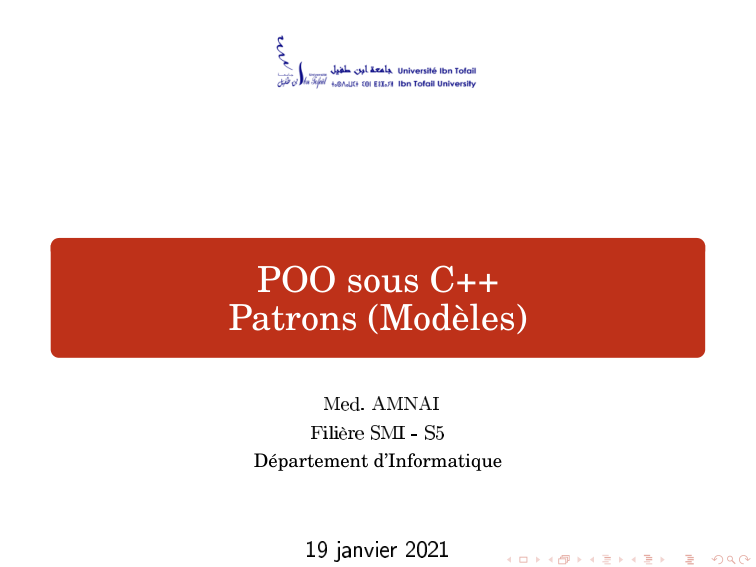 جامعة ابن طفيل Université Ibn Tofail
Ibn Tofail University
POO sous C++
Patrons (Modèles)
Med. AMNAI
Filière SMI - S5
Département d'Informatique
19 janvier 2021